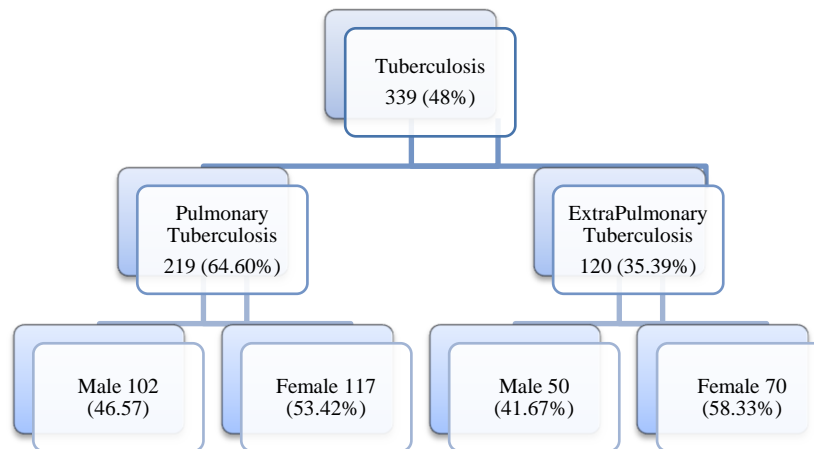 Tuberculosis
339 (48%)
Pulmonary
Tuberculosis
219 (64.60%)
ExtraPulmonary
Tuberculosis
120 (35.39%)
Male 102
(46.57)
Female 117
(53.42%)
Male 50
(41.67%)
Female 70
(58.33%)